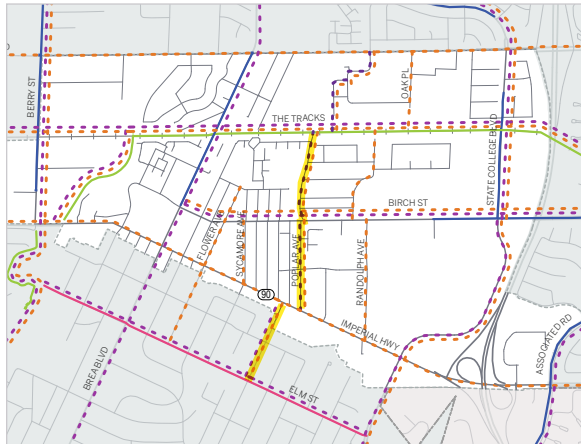 BERRY ST
OAK PL
THE TRACKS
STATE COLLEGE BLVD
BIRCH ST
FLOWER AVE
SYCAMORE AVE
POPLAR AVE
RANDOLPH AVE
90
IMPERIAL HWY
ASSOCIATED RD
BREA BLVD
ELM ST